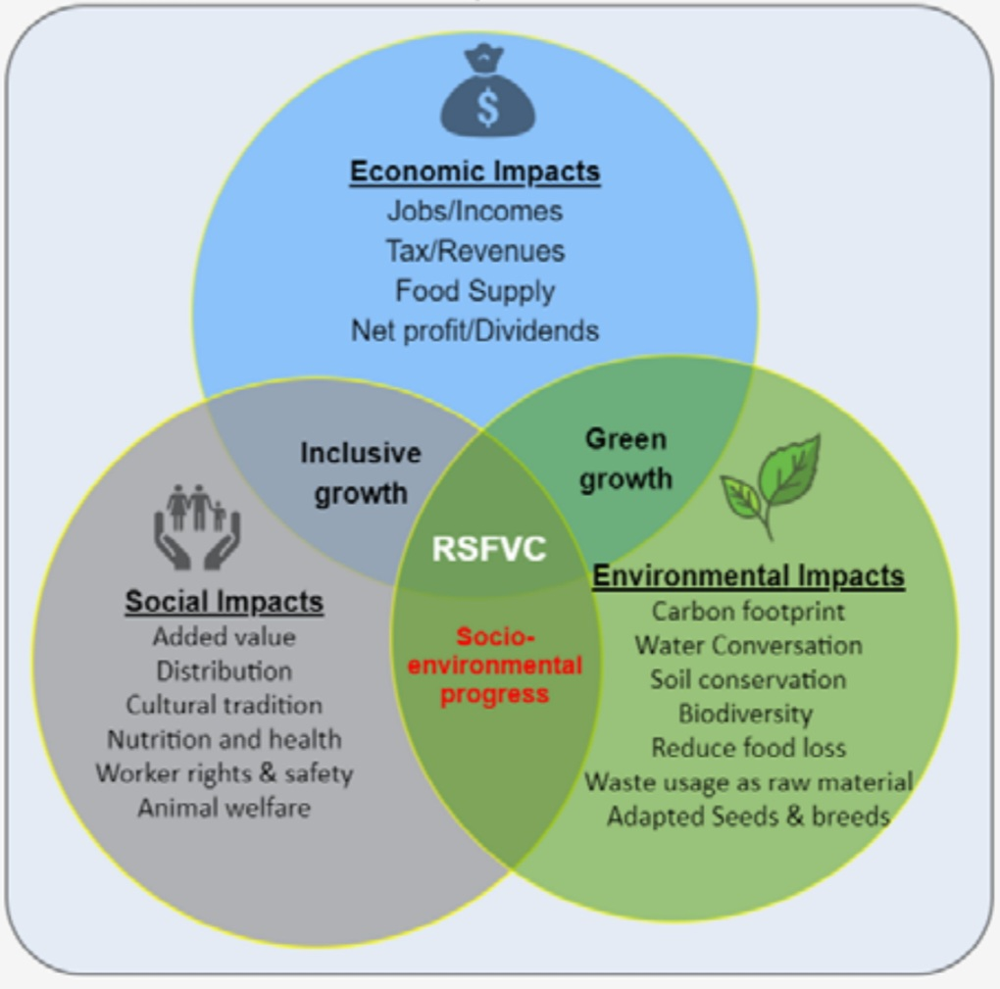 $
Economic Impacts
Jobs/Incomes
Tax/Revenues
Food Supply
Net profit/Dividends
Inclusive
growth
Green
growth
RSFVC
Socio-
environmental
progress
Social Impacts
Added value
Distribution
Cultural tradition
Nutrition and health
Worker rights & safety
Animal welfare
Environmental Impacts
Carbon footprint
Water Conversation
Soil conservation
Biodiversity
Reduce food loss
Waste usage as raw material
Adapted Seeds & breeds